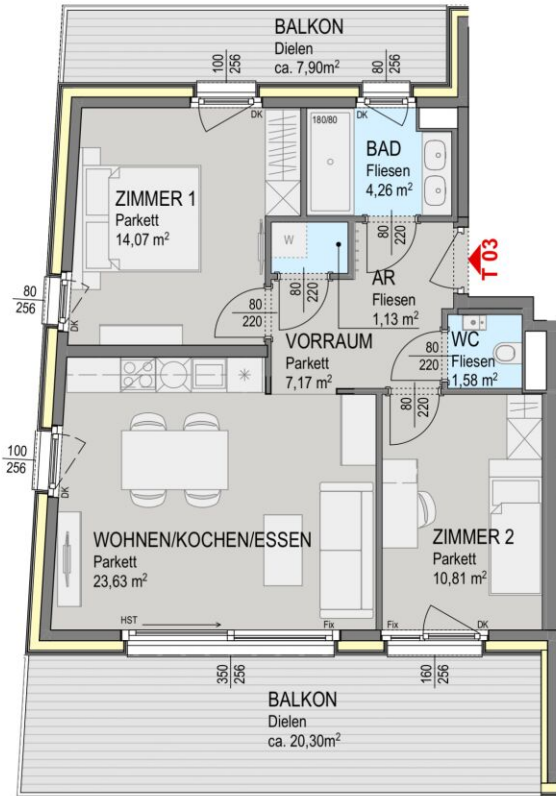 BALKON
Dielen
ca. 7,90m²
100
256
80
256
DK
DK
180/80
BAD
Fliesen
4,26 m²
ZIMMER 1
Parkett
14,07 m²
80
220
W
T 03
AR
Fliesen
1,13 m²
80
256
DK
80
220
80
220
VORRAUM
Parkett
7,17 m²
80
220
WC
Fliesen
1,58 m²
80
220
100
256
DK
WOHNEN/KOCHEN/ESSEN
Parkett
23,63 m²
ZIMMER 2
Parkett
10,81 m²
HST
Fix
Fix
DK
350
256
160
256
BALKON
Dielen
ca. 20,30m²